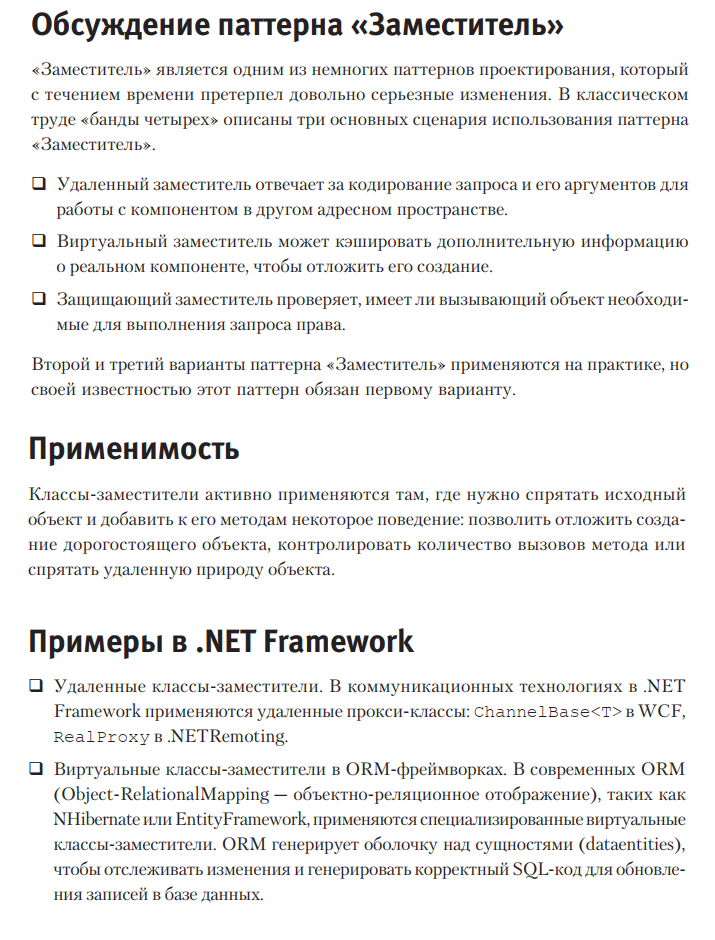 Обсуждение паттерна «Заместитель»
«Заместитель» является одним из немногих паттернов проектирования, который
с течением времени претерпел довольно серьезные изменения. В классическом
труде «банды четырех» описаны три основных сценария использования паттерна
«Заместитель».
❑ Удаленный заместитель отвечает за кодирование запроса и его аргументов для
работы с компонентом в другом адресном пространстве.
❑ Виртуальный заместитель может кэшировать дополнительную информацию
о реальном компоненте, чтобы отложить его создание.
❑ Защищающий заместитель проверяет, имеет ли вызывающий объект необходи-
мые для выполнения запроса права.
Второй и третий варианты паттерна «Заместитель» применяются на практике, но
своей известностью этот паттерн обязан первому варианту.
Применимость
Классы-заместители активно применяются там, где нужно спрятать исходный
объект и добавить к его методам некоторое поведение: позволить отложить созда-
ние дорогостоящего объекта, контролировать количество вызовов метода или
спрятать удаленную природу объекта.
Примеры в .NET Framework
❑ Удаленные классы-заместители. В коммуникационных технологиях в .NET
Framework применяются удаленные прокси-классы: ChannelBase<T> в WCF,
RealProxy в .NETRemoting.
❑ Виртуальные классы-заместители в ORM-фреймворках. В современных ORM
(Object-RelationalMapping — объектно-реляционное отображение), таких как
NHibernate или EntityFramework, применяются специализированные виртуальные
классы-заместители. ORM генерирует оболочку над сущностями (dataentities),
чтобы отслеживать изменения и генерировать корректный SQL-код для обновле-
ния записей в базе данных.